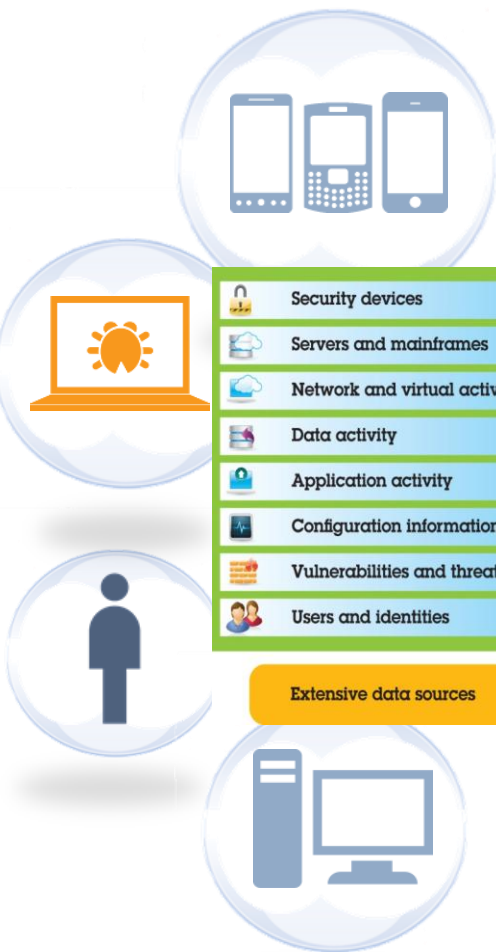 Security devices
Servers and mainframes
Network and virtual activ
Data activity
Application activity
Configuration information
Vulnerabilities and threat
Users and identities
Extensive data sources